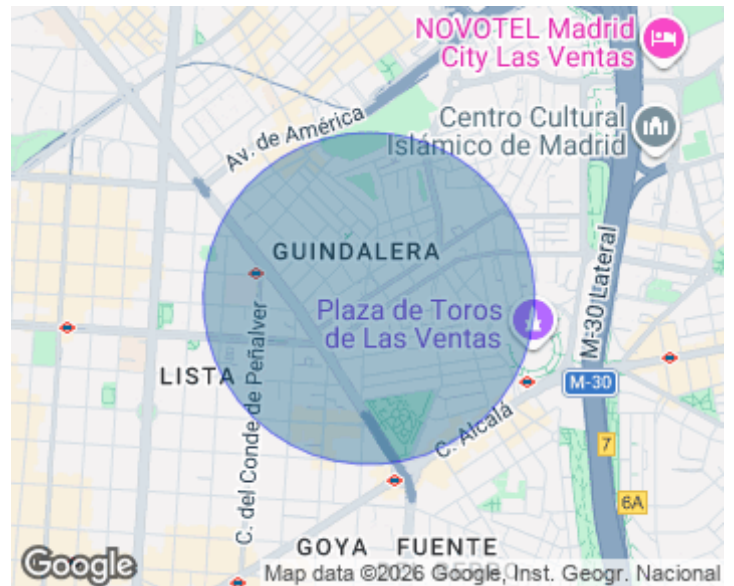 NOVOTEL Madrid
City Las Ventas
Centro Cultural
Islámico de Madrid
Av. de América
GUINDALERA
Plaza de Toros
de Las Ventas
M-30 Lateral
C. del Conde de Peñalver
LISTA
M-30
C. Alcalá
7
6A
GOYA
FUENTE
Google
Map data ©2026 Google, Inst. Geogr. Nacional